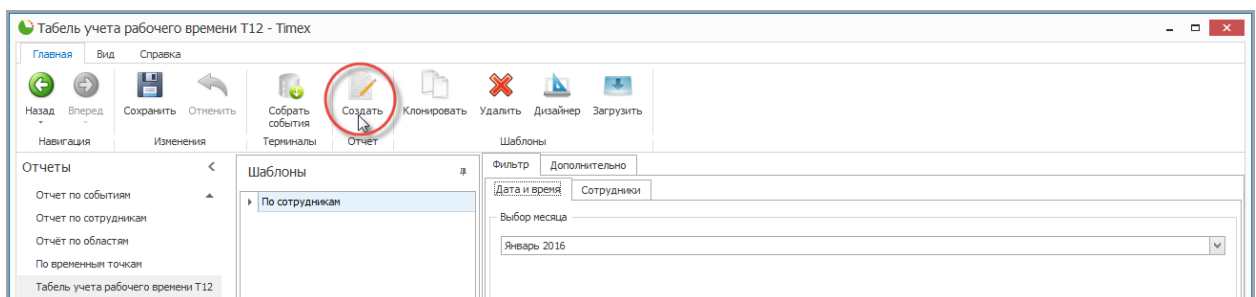 Табель учета рабочего времени T12 - Timex
Главная Вид Справка
Назад Вперед Сохранить Отменить Собрать события Создать Клонировать Удалить Дизайнер Загрузить
Навигация Изменения Терминалы Отчет Шаблоны
Отчеты Шаблоны Фильтр Дополнительно
Дата и время Сотрудники
Отчет по событиям По сотрудникам
Отчет по сотрудникам Выбор месяца
Отчёт по областям Январь 2016
По временным точкам
Табель учета рабочего времени T12